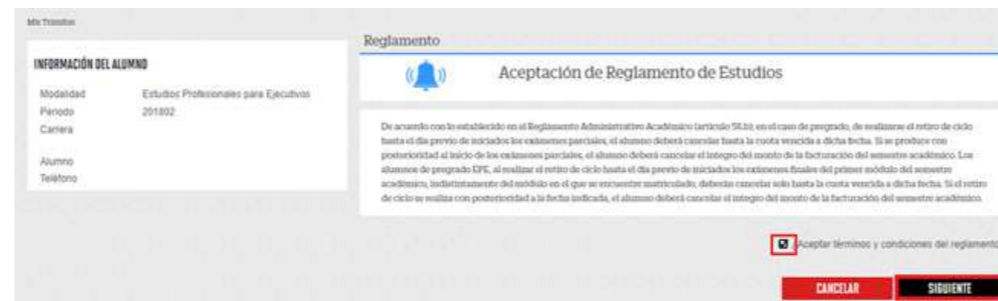 Mis Trámites
Reglamento
INFORMACIÓN DEL ALUMNO
Modalidad Estudios Profesionales para Ejecutivos
Periodo 201802
Carrera
Alumno
Teléfono
Aceptación de Reglamento de Estudios
De acuerdo con lo establecido en el Reglamento Administrativo Académico (artículo 58.b), en el caso de pregrado, de realizarse el retiro de ciclo
hasta el día previo de iniciados los exámenes parciales, el alumno deberá cancelar hasta la cuota vencida a dicha fecha. Si se produce con
posterioridad al inicio de los exámenes parciales, el alumno deberá cancelar el íntegro del monto de la facturación del semestre académico. Los
alumnos de pregrado EPE, al realizar el retiro de ciclo hasta el día previo de iniciados los exámenes finales del primer módulo del semestre
académico, indistintamente del módulo en el que se encuentre matriculado, deberán cancelar solo hasta la cuota vencida a dicha fecha. Si el retiro
de ciclo se realiza con posterioridad a la fecha indicada, el alumno deberá cancelar el íntegro del monto de la facturación del semestre académico.
Aceptar términos y condiciones del reglamento
CANCELAR SIGUIENTE